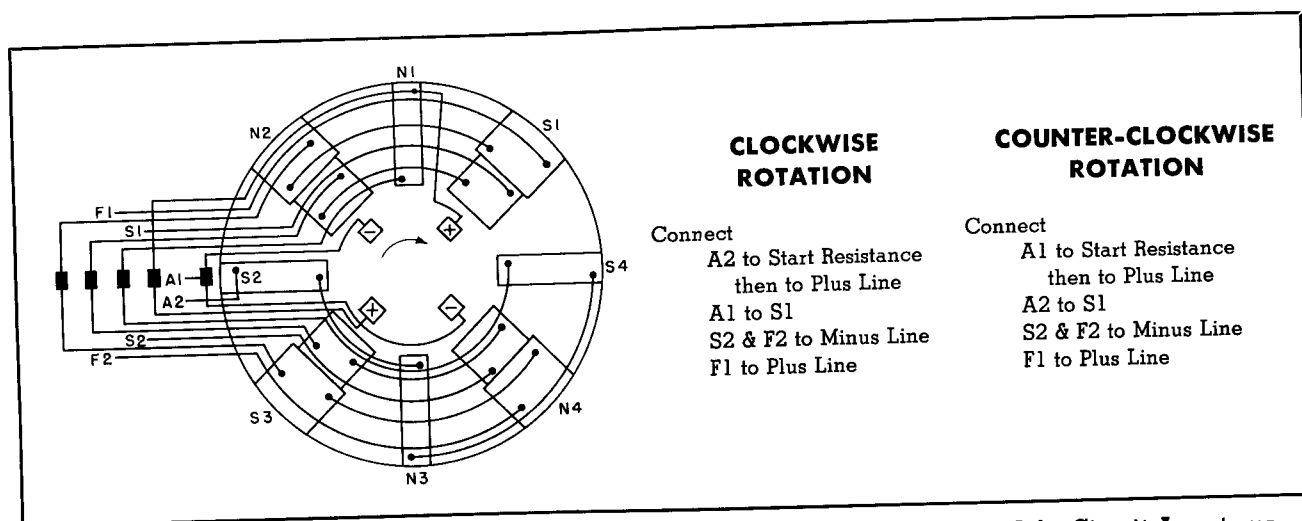 N1
N2
S1
F1
S1
A1
S2
S4
A2
S2
F2
S3
N4
N3
−
+
+
−
CLOCKWISE
ROTATION
Connect
A2 to Start Resistance
then to Plus Line
A1 to S1
S2 & F2 to Minus Line
F1 to Plus Line
COUNTER-CLOCKWISE
ROTATION
Connect
A1 to Start Resistance
then to Plus Line
A2 to S1
S2 & F2 to Minus Line
F1 to Plus Line